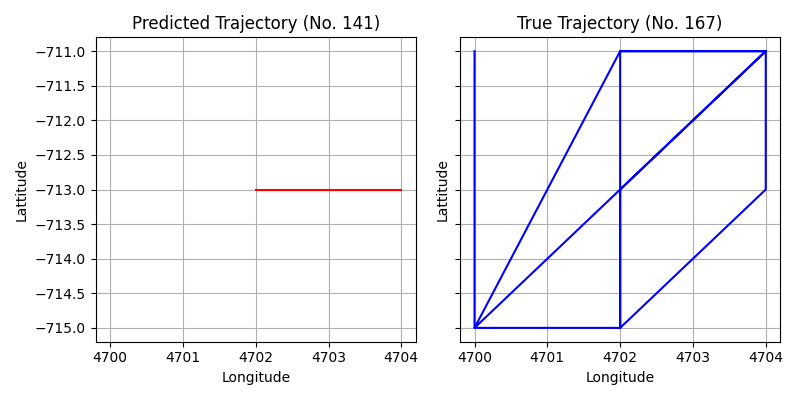 Predicted Trajectory (No. 141)
True Trajectory (No. 167)
−711.0
−711.5
−712.0
−712.5
−713.0
−713.5
−714.0
−714.5
−715.0
Lattitude
Lattitude
4700 4701 4702 4703 4704
4700 4701 4702 4703 4704
Longitude
Longitude